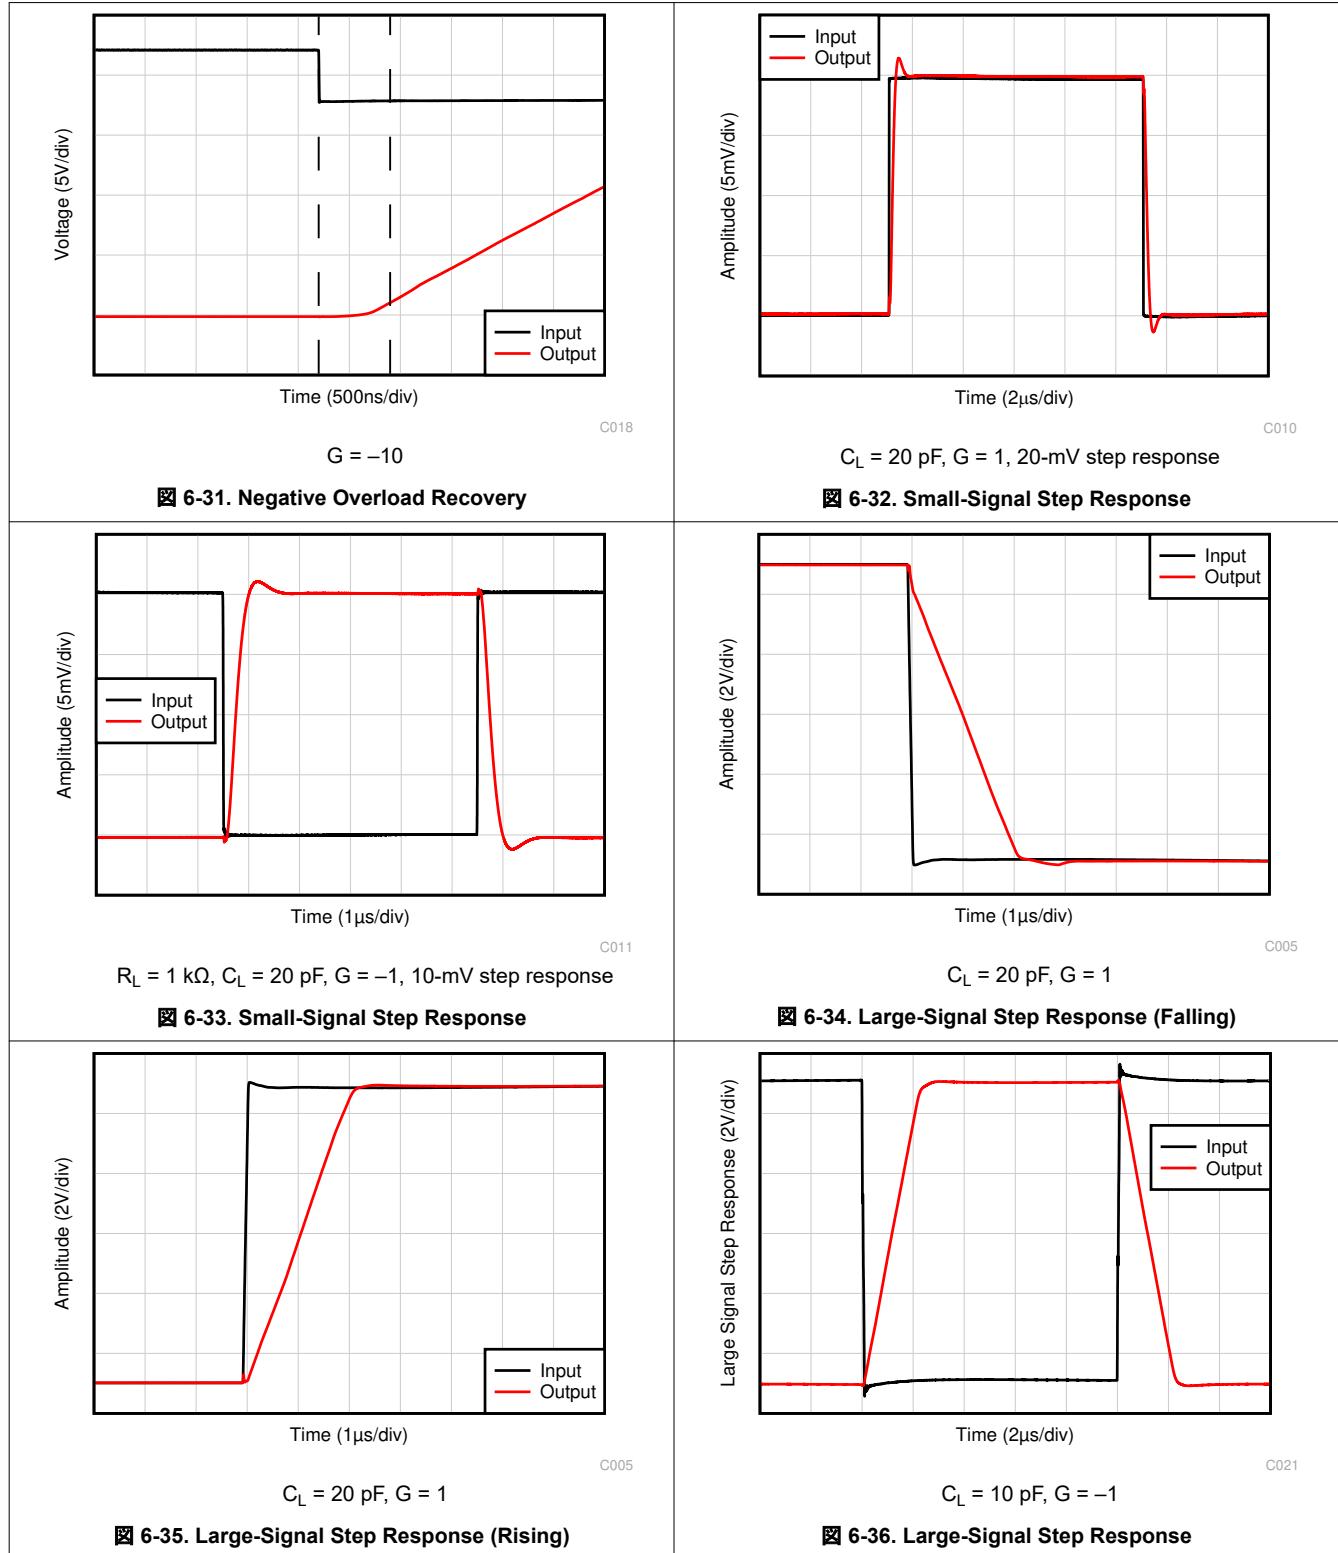 Voltage (5V/div)
Input
Output
Time (500ns/div)
C018
G = –10
図 6-31. Negative Overload Recovery
Input
Output
Amplitude (5mV/div)
Time (2μs/div)
C010
C_L = 20 pF, G = 1, 20-mV step response
図 6-32. Small-Signal Step Response
Amplitude (5mV/div)
Input
Output
Time (1μs/div)
C011
R_L = 1 kΩ, C_L = 20 pF, G = –1, 10-mV step response
図 6-33. Small-Signal Step Response
Input
Output
Amplitude (2V/div)
Time (1μs/div)
C005
C_L = 20 pF, G = 1
図 6-34. Large-Signal Step Response (Falling)
Amplitude (2V/div)
Input
Output
Time (1μs/div)
C005
C_L = 20 pF, G = 1
図 6-35. Large-Signal Step Response (Rising)
Large Signal Step Response (2V/div)
Input
Output
Time (2μs/div)
C021
C_L = 10 pF, G = –1
図 6-36. Large-Signal Step Response